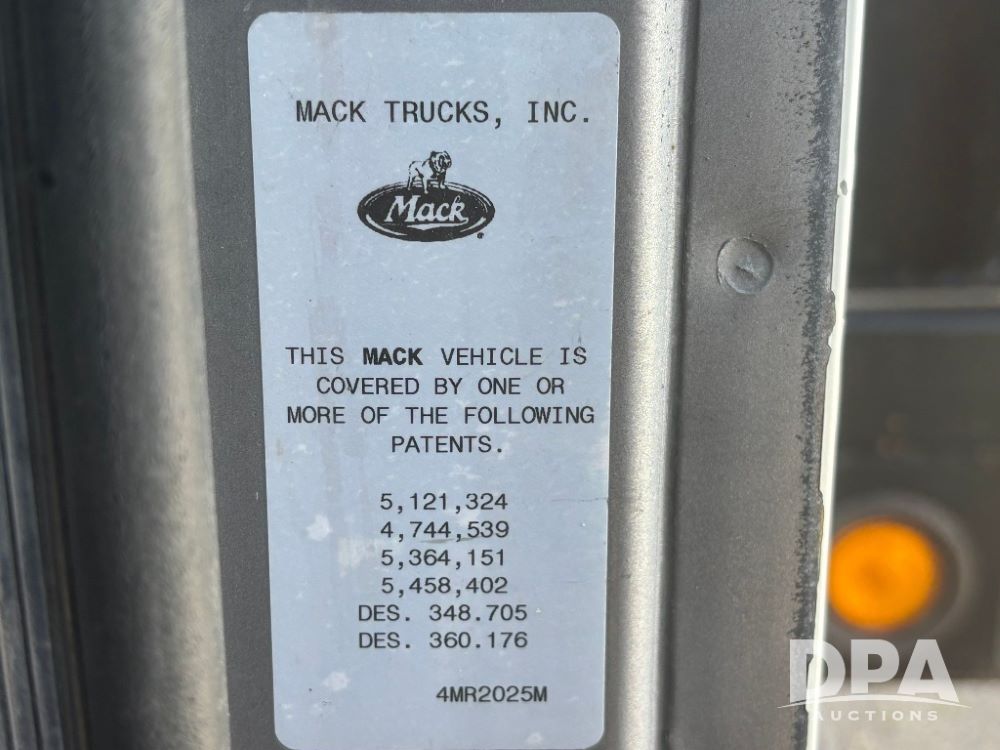 MACK TRUCKS, INC.
Mack
THIS MACK VEHICLE IS
COVERED BY ONE OR
MORE OF THE FOLLOWING
PATENTS.
5,121,324
4,744,539
5,364,151
5,458,402
DES. 348.705
DES. 360.176
4MR2025M
DPA
AUCTIONS